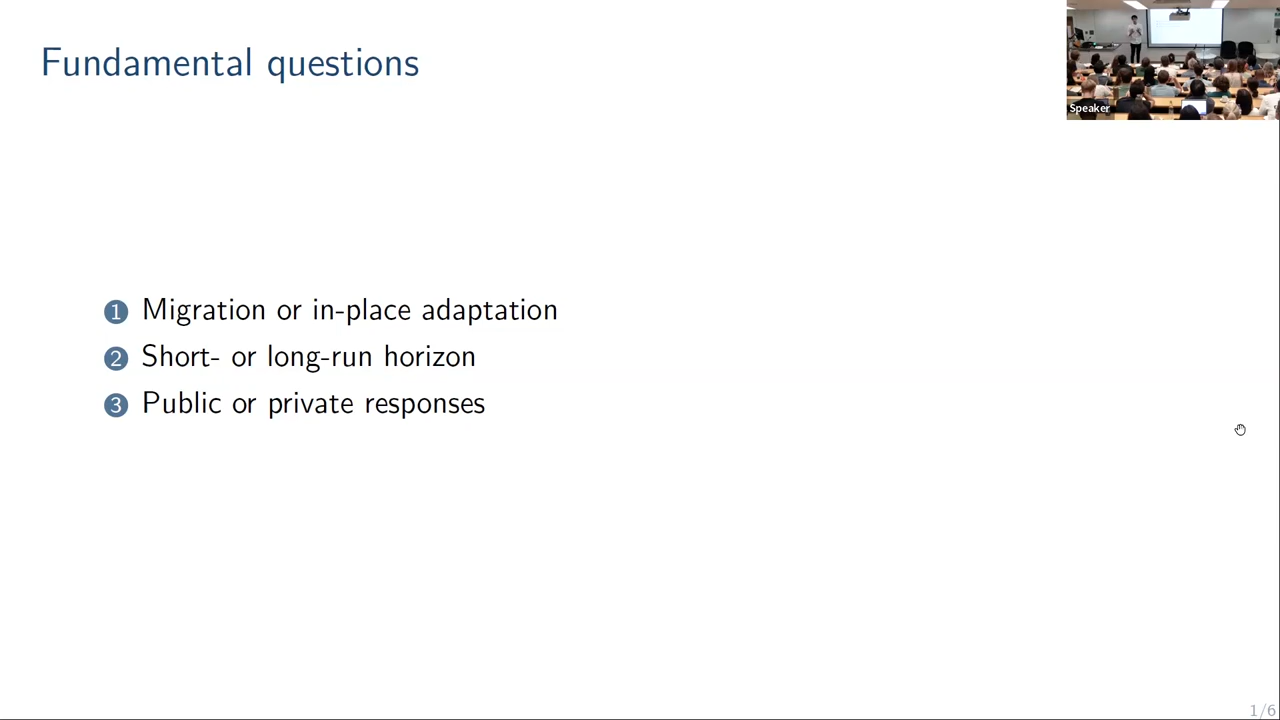 Fundamental questions
Speaker
1 Migration or in-place adaptation
2 Short- or long-run horizon
3 Public or private responses
1/6